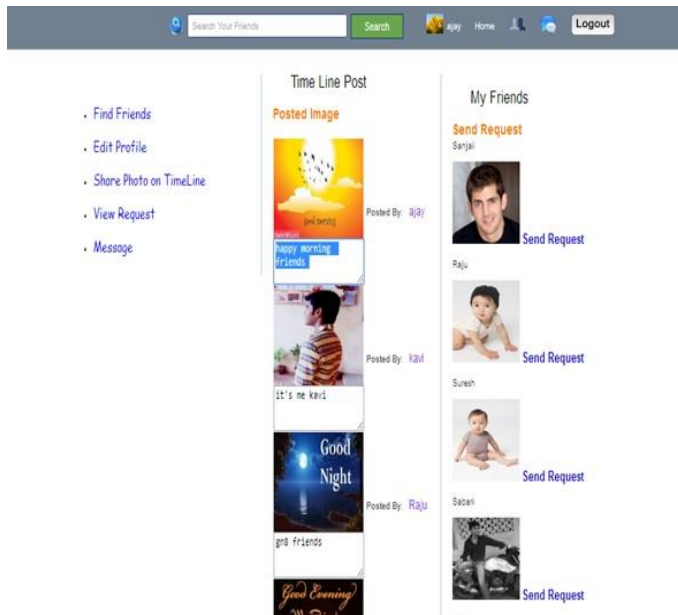 Search Your Friends
Search
ajay
Home
Logout
Find Friends
Edit Profile
Share Photo on TimeLine
View Request
Message
Time Line Post
Posted Image
good morning
Posted By: ajay
happy morning
friends
Posted By: kavi
it's me kavi
Good
Night
Posted By: Raju
gn8 friends
Good Evening
My Friends
Send Request
Sanjai
Send Request
Raju
Send Request
Suresh
Send Request
Sabari
Send Request